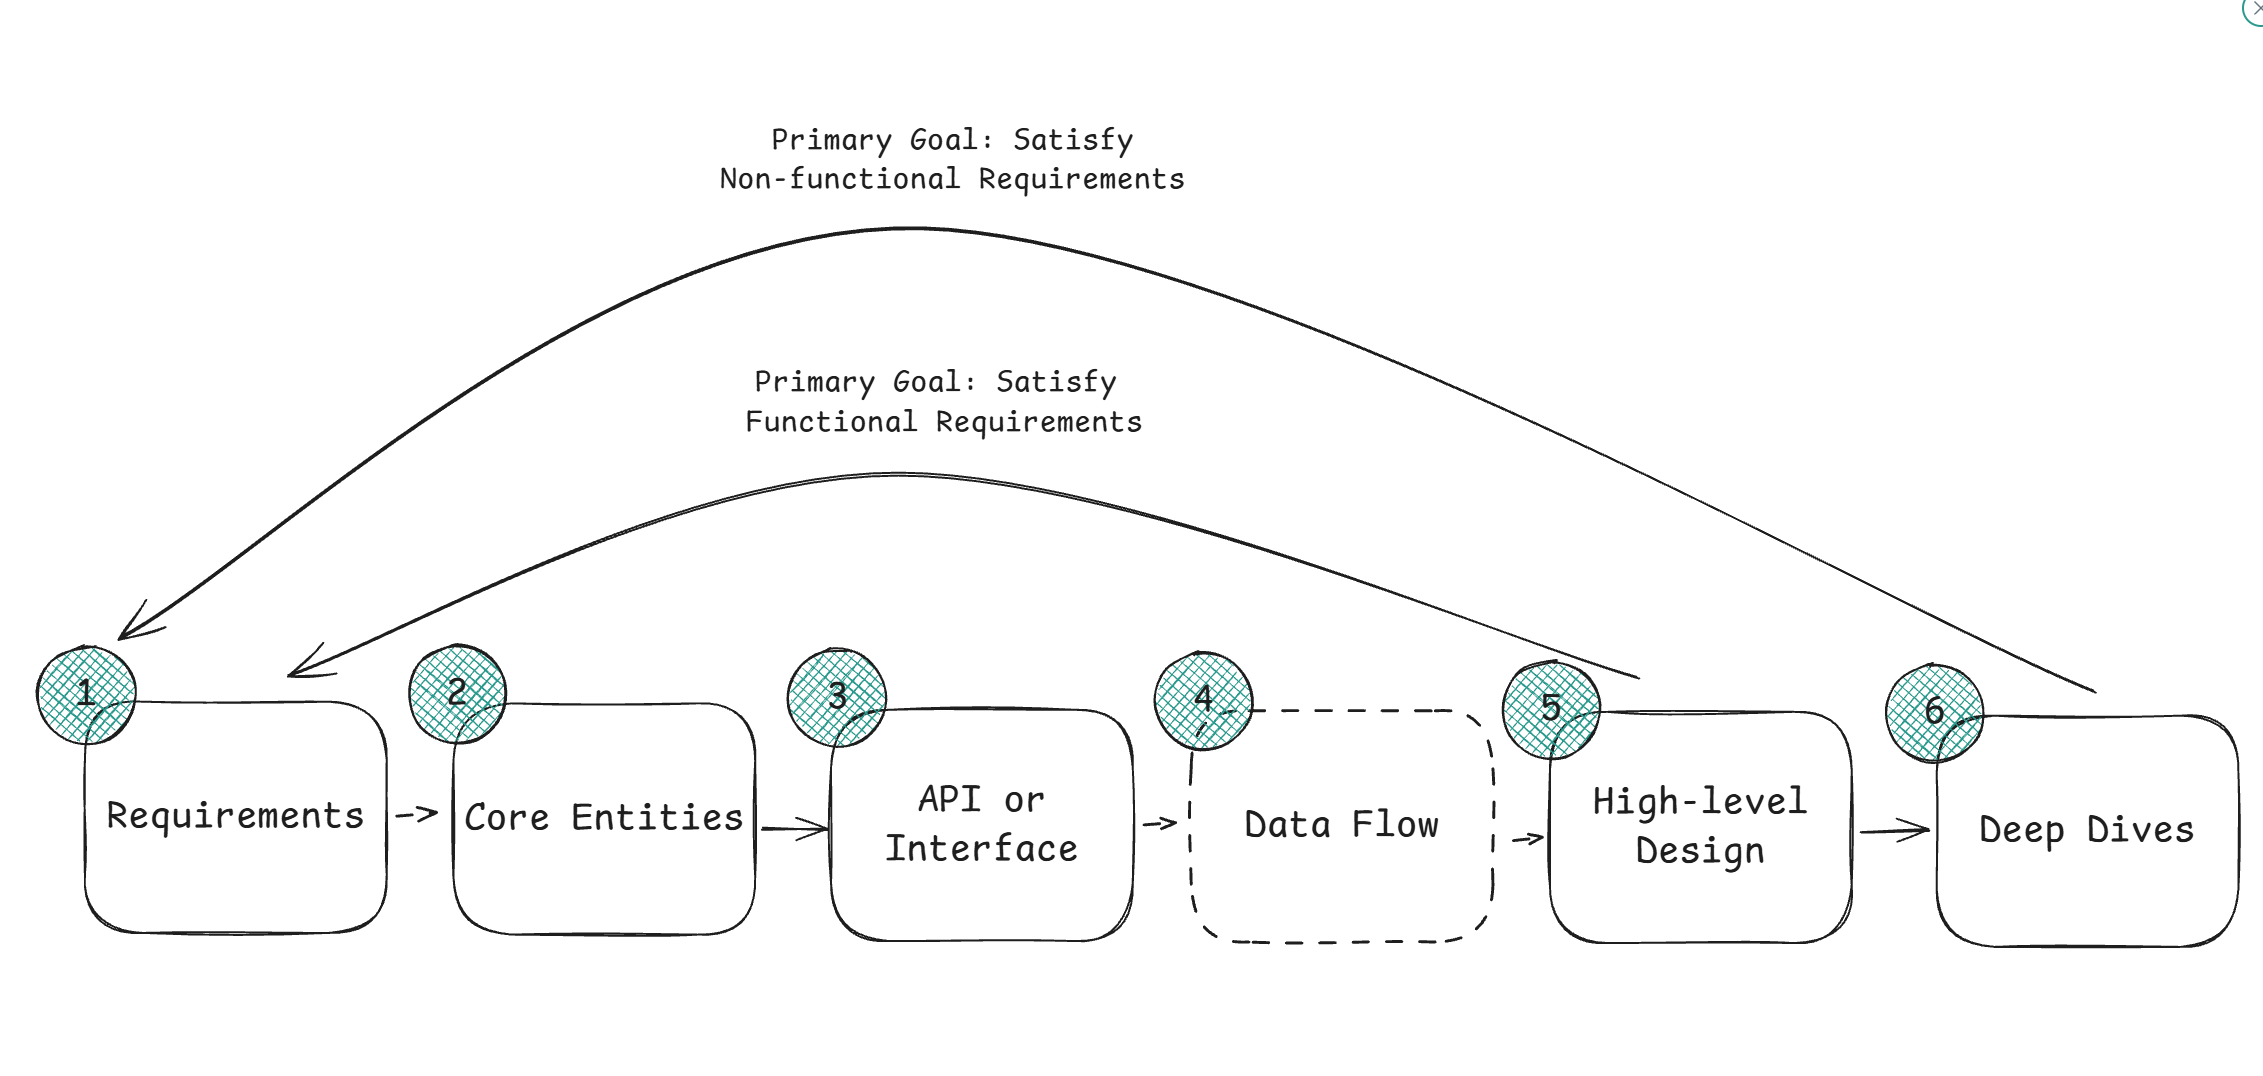 Primary Goal: Satisfy
Non-functional Requirements
Primary Goal: Satisfy
Functional Requirements
1
Requirements
2
Core Entities
3
API or
Interface
4
Data Flow
5
High-level
Design
6
Deep Dives